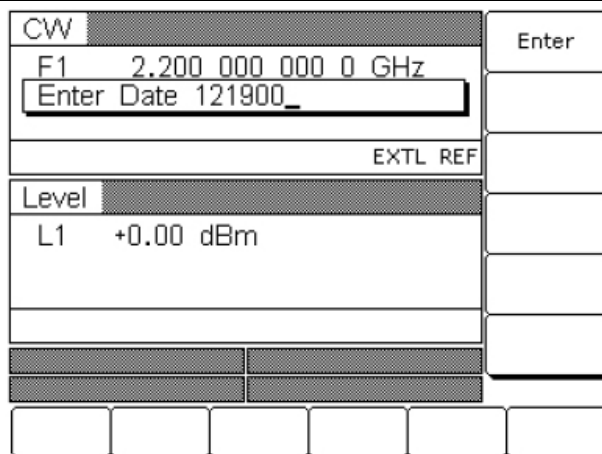 CW
Enter
F1 2.200 000 000 0 GHz
Enter Date 121900_
EXTL REF
Level
L1 +0.00 dBm